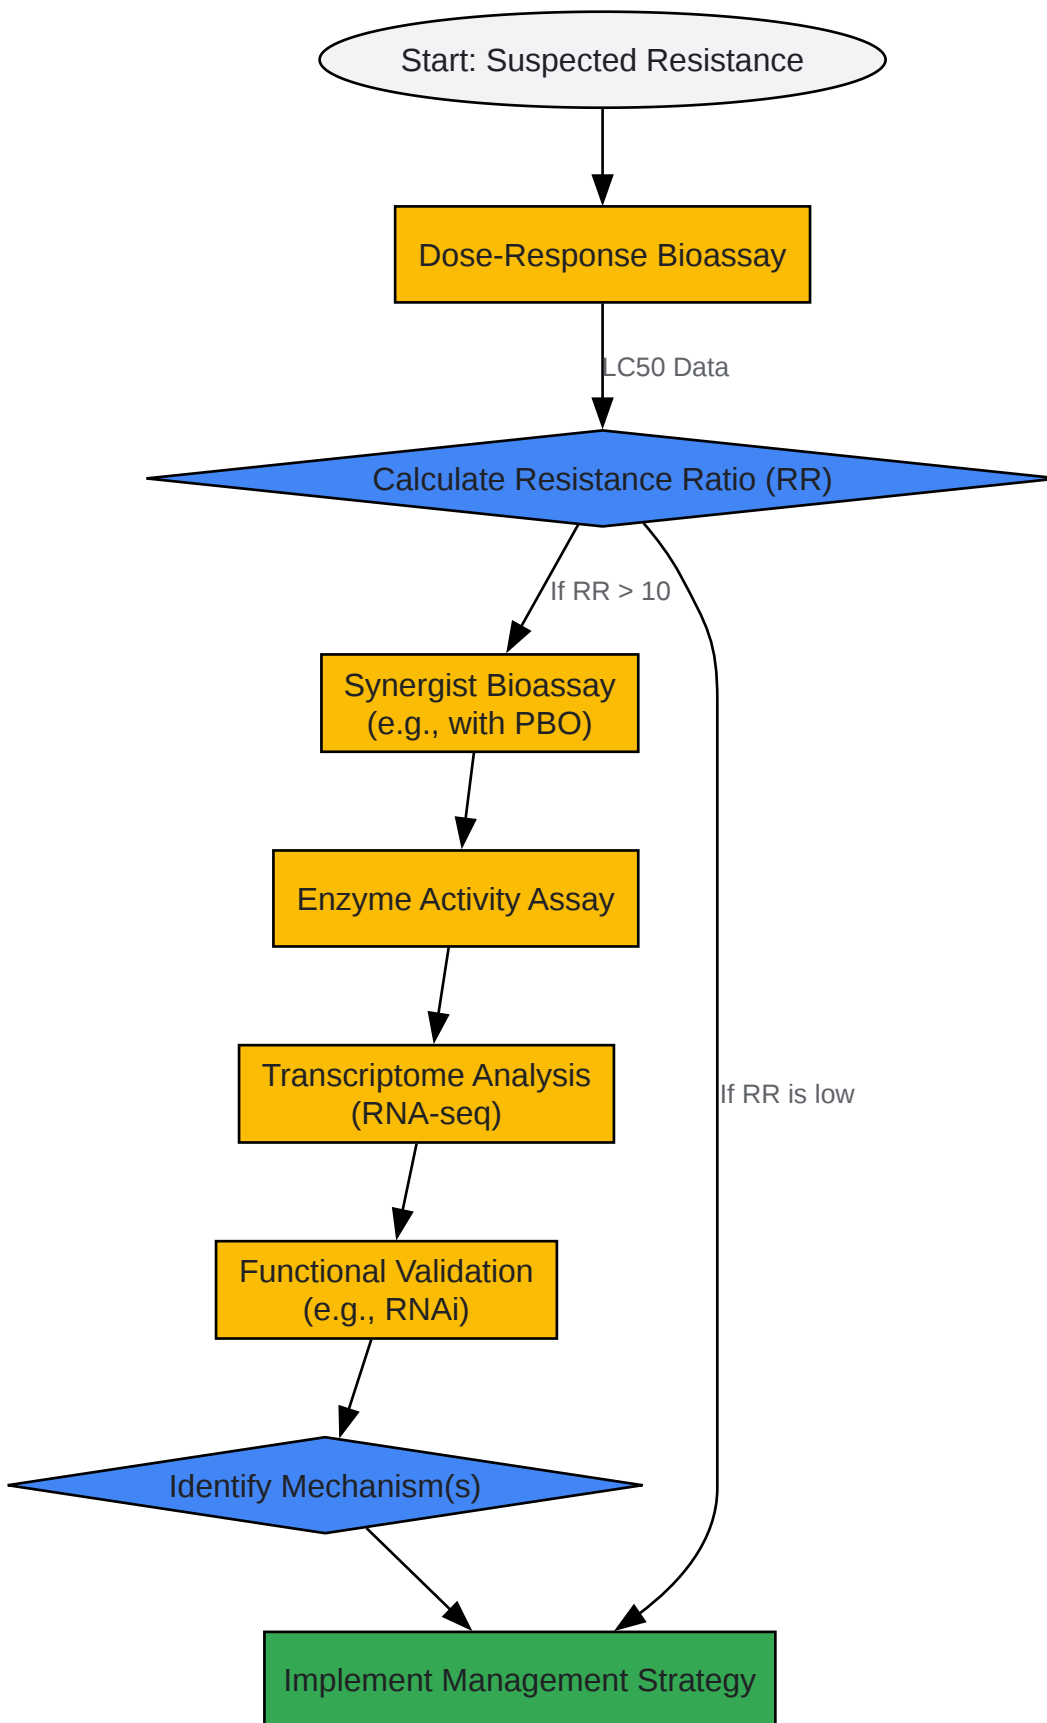 Start: Suspected Resistance
Dose-Response Bioassay
LC50 Data
Calculate Resistance Ratio (RR)
If RR > 10
Synergist Bioassay
(e.g., with PBO)
Enzyme Activity Assay
Transcriptome Analysis
(RNA-seq)
If RR is low
Functional Validation
(e.g., RNAi)
Identify Mechanism(s)
Implement Management Strategy